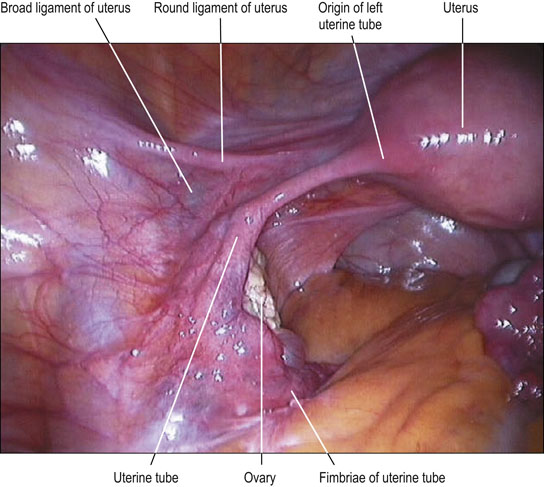 Broad ligament of uterus
Round ligament of uterus
Origin of left
uterine tube
Uterus
Uterine tube
Ovary
Fimbriae of uterine tube